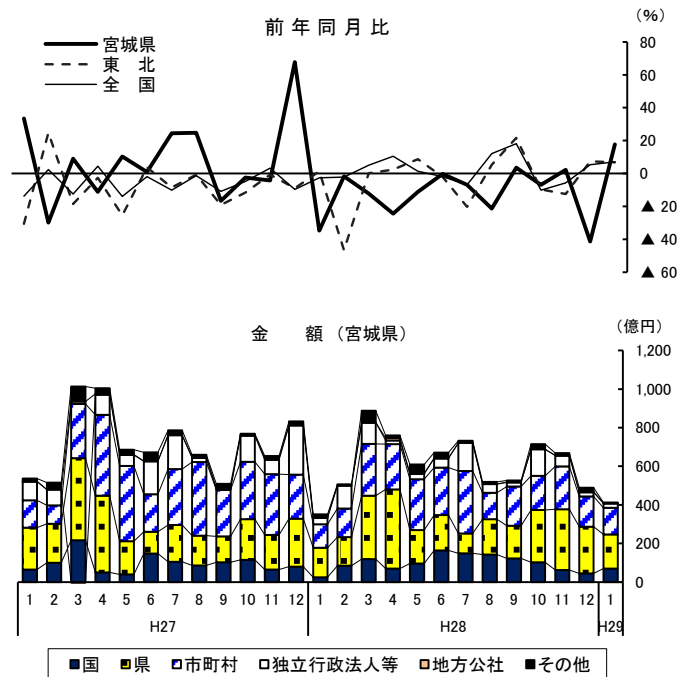 前年同月比
（％）
宮城県
東　北
全　国
80
60
40
20
0
▲ 20
▲ 40
▲ 60
金　　額（宮城県）
（億円）
1,200
1,000
800
600
400
200
0
1 2 3 4 5 6 7 8 9 10 11 12 1 2 3 4 5 6 7 8 9 10 11 12 1
H27 H28 H29
■国 県 市町村 □独立行政法人等 地方公社 ■その他